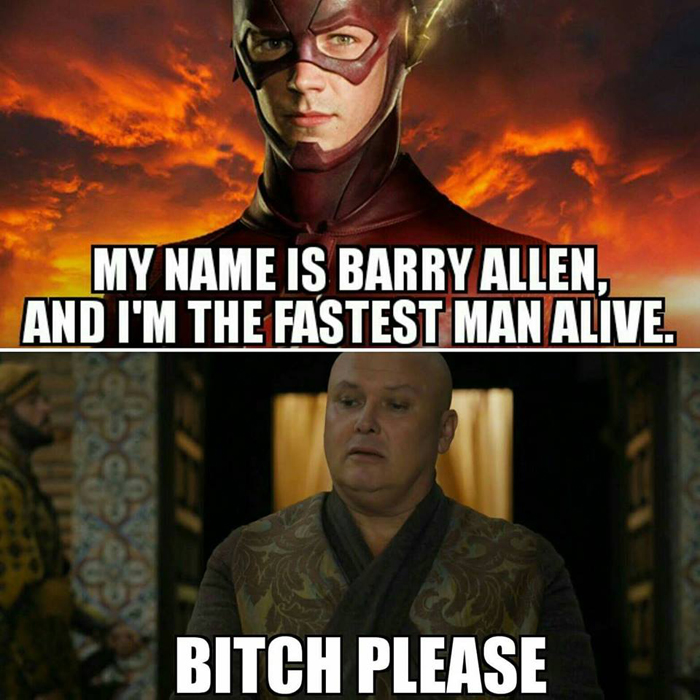 MY NAME IS BARRY ALLEN,
AND I'M THE FASTEST MAN ALIVE.
BITCH PLEASE